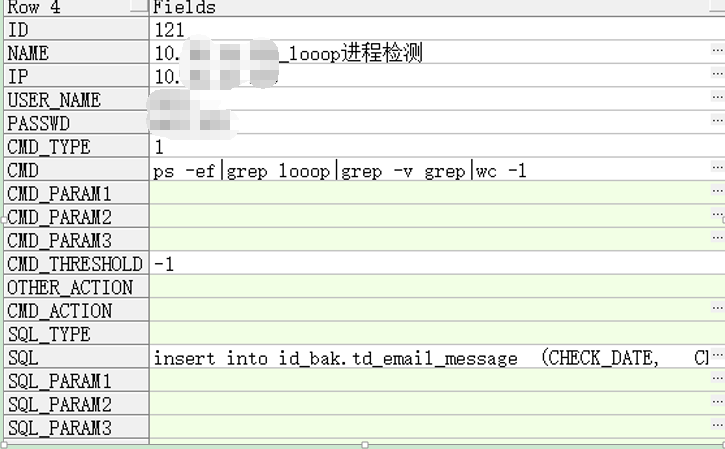 Row 4 Fields
ID 121
NAME 10. _looop进程检测
IP 10.
USER_NAME
PASSWD
CMD_TYPE 1
CMD ps -ef|grep looop|grep -v grep|wc -l
CMD_PARAM1
CMD_PARAM2
CMD_PARAM3
CMD_THRESHOLD -1
OTHER_ACTION
CMD_ACTION
SQL_TYPE
SQL insert into id_bak.td_email_message (CHECK_DATE,
SQL_PARAM1
SQL_PARAM2
SQL_PARAM3